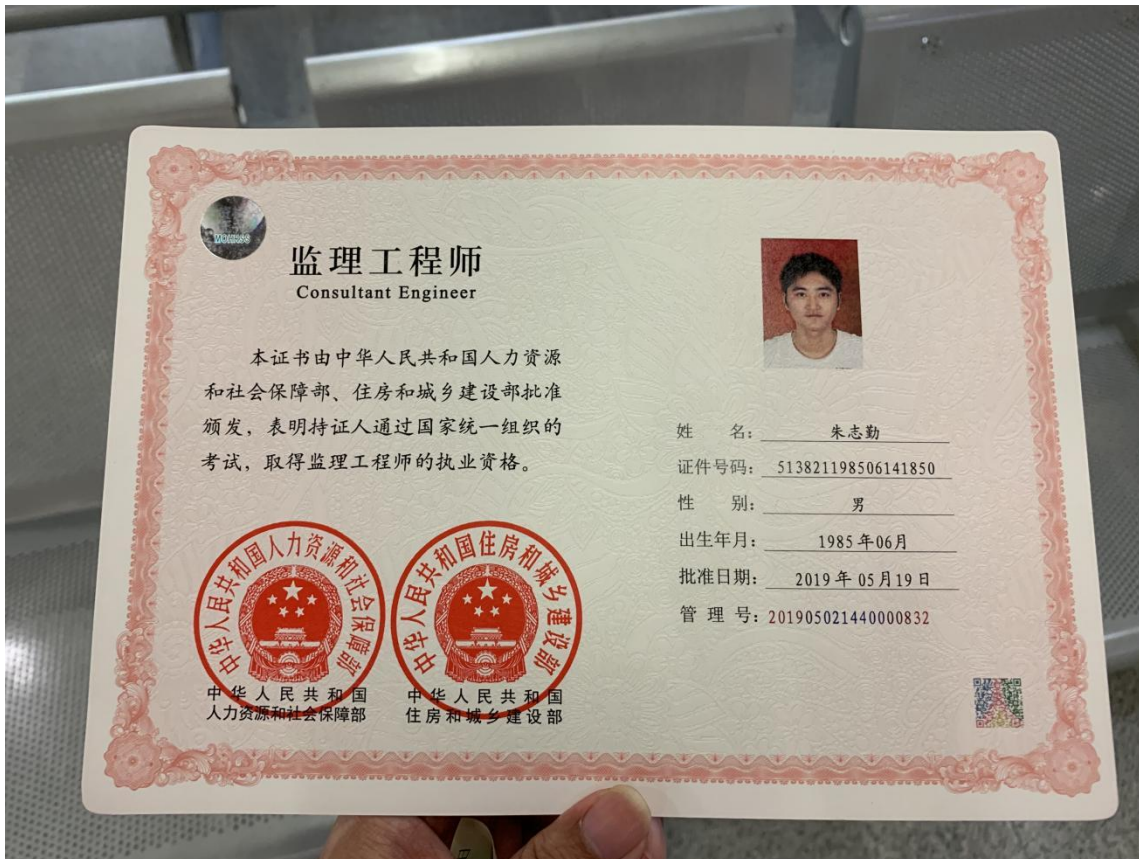 MOHRSS
监理工程师
Consultant Engineer
本证书由中华人民共和国人力资源
和社会保障部、住房和城乡建设部批准
颁发，表明持证人通过国家统一组织的
考试，取得监理工程师的执业资格。
中华人民共和国人力资源和社会保障部
中华人民共和国
人力资源和社会保障部
中华人民共和国住房和城乡建设部
中华人民共和国
住房和城乡建设部
姓 名：朱志勤
证件号码：513821198506141850
性 别：男
出生年月：1985年06月
批准日期：2019年05月19日
管 理 号：201905021440000832